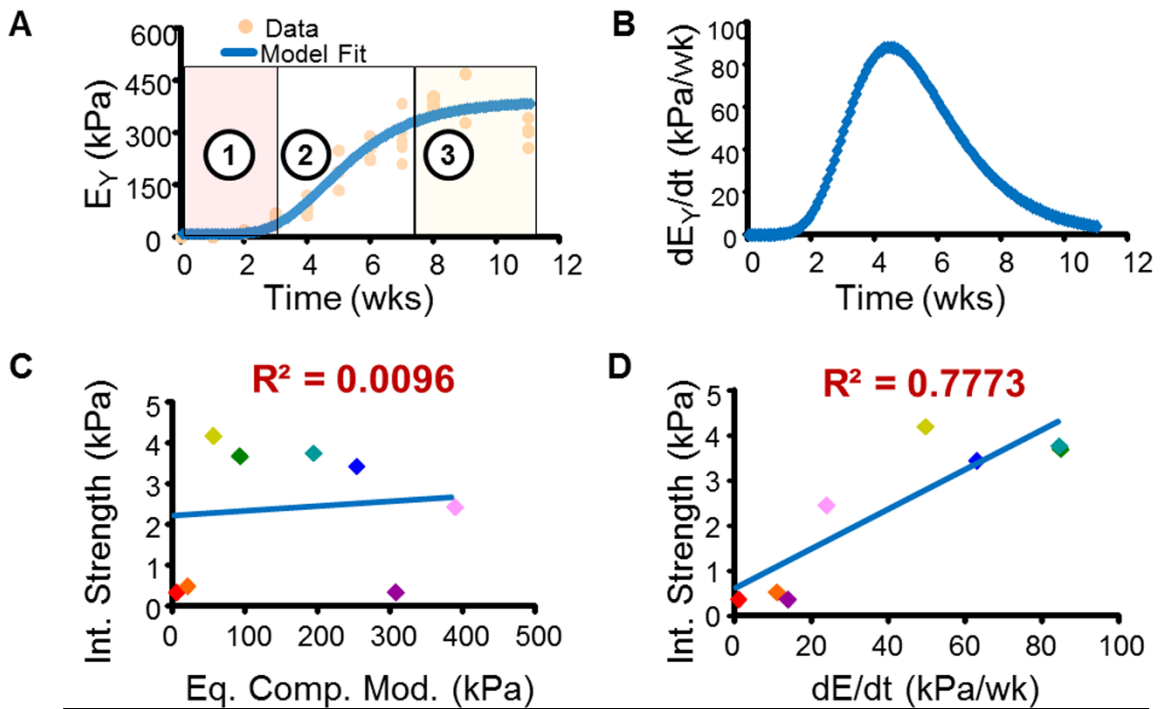 A
600
450
300
150
0
E_Y (kPa)
Data
Model Fit
1
2
3
0 2 4 6 8 10 12
Time (wks)
B
100
80
60
40
20
0
dE_Y/dt (kPa/wk)
0 2 4 6 8 10 12
Time (wks)
C
R² = 0.0096
5
4
3
2
1
0
Int. Strength (kPa)
0 100 200 300 400 500
Eq. Comp. Mod. (kPa)
D
R² = 0.7773
5
4
3
2
1
0
Int. Strength (kPa)
0 20 40 60 80 100
dE/dt (kPa/wk)